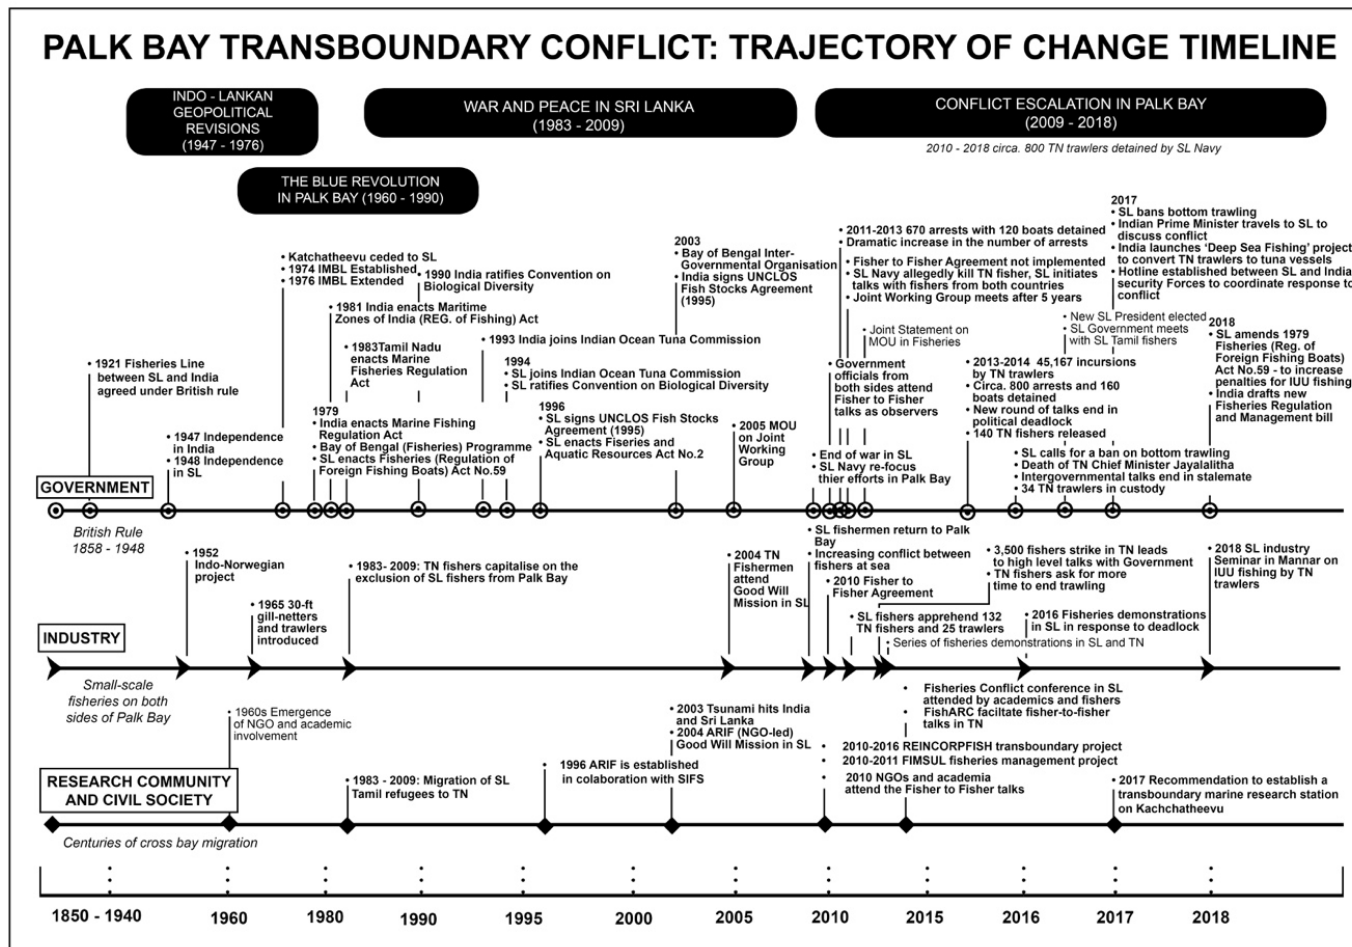 PALK BAY TRANSBOUNDARY CONFLICT: TRAJECTORY OF CHANGE TIMELINE
INDO - LANKAN
GEOPOLITICAL
REVISIONS
(1947 - 1976)
WAR AND PEACE IN SRI LANKA
(1983 - 2009)
CONFLICT ESCALATION IN PALK BAY
(2009 - 2018)
2010 - 2018 circa. 800 TN trawlers detained by SL Navy
THE BLUE REVOLUTION
IN PALK BAY (1960 - 1990)
• 1921 Fisheries Line
between SL and India
agreed under British rule
• 1947 Independence
in India
• 1948 Independence
in SL
• Katchatheevu ceded to SL
• 1974 IMBL Established
• 1976 IMBL Extended
1979
• India enacts Marine Fishing
Regulation Act
• Bay of Bengal (Fisheries) Programme
• SL enacts Fisheries (Regulation of
Foreign Fishing Boats) Act No.59
• 1981 India enacts Maritime
Zones of India (REG. of Fishing) Act
• 1983Tamil Nadu
enacts Marine
Fisheries Regulation
Act
• 1990 India ratifies Convention on
Biological Diversity
• 1993 India joins Indian Ocean Tuna Commission
1994
• SL joins Indian Ocean Tuna Commission
• SL ratifies Convention on Biological Diversity
1996
• SL signs UNCLOS Fish Stocks
Agreement (1995)
• SL enacts Fiseries and
Aquatic Resources Act No.2
2003
• Bay of Bengal Inter-
Governmental Organisation
• India signs UNCLOS
Fish Stocks Agreement
(1995)
• 2005 MOU
on Joint
Working
Group
• End of war in SL
• SL Navy re-focus
thier efforts in Palk Bay
• Government
officials from
both sides attend
Fisher to Fisher
talks as observers
• 2011-2013 670 arrests with 120 boats detained
• Dramatic increase in the number of arrests
• Fisher to Fisher Agreement not implemented
• SL Navy allegedly kill TN fisher, SL initiates
talks with fishers from both countries
• Joint Working Group meets after 5 years
• Joint Statement on
MOU in Fisheries
• 2013-2014 45,167 incursions
by TN trawlers
• Circa. 800 arrests and 160
boats detained
• New round of talks end in
political deadlock
• 140 TN fishers released
• SL calls for a ban on bottom trawling
• Death of TN Chief Minister Jayalalitha
• Intergovernmental talks end in stalemate
• 34 TN trawlers in custody
• New SL President elected
• SL Government meets
with SL Tamil fishers
2017
• SL bans bottom trawling
• Indian Prime Minister travels to SL to
discuss conflict
• India launches ‘Deep Sea Fishing’ project
to convert TN trawlers to tuna vessels
• Hotline established between SL and India
security Forces to coordinate response to
conflict
2018
• SL amends 1979
Fisheries (Reg. of
Foreign Fishing Boats)
Act No.59 - to increase
penalties for IUU fishing
• India drafts new
Fisheries Regulation
and Management bill
GOVERNMENT
British Rule
1858 - 1948
• 1952
Indo-Norwegian
project
• 1965 30-ft
gill-netters
and trawlers
introduced
• 1983- 2009: TN fishers capitalise on the
exclusion of SL fishers from Palk Bay
• 2004 TN
Fishermen
attend
Good Will
Mission in SL
• SL fishermen return to Palk
Bay
• Increasing conflict between
fishers at sea
• 2010 Fisher to
Fisher Agreement
• SL fishers apprehend 132
TN fishers and 25 trawlers
• 3,500 fishers strike in TN leads
to high level talks with Government
• TN fishers ask for more
time to end trawling
• Series of fisheries demonstrations in SL and TN
• 2016 Fisheries demonstrations
in SL in response to deadlock
• 2018 SL industry
Seminar in Mannar on
IUU fishing by TN
trawlers
INDUSTRY
Small-scale
fisheries on both
sides of Palk Bay
• 1960s Emergence
of NGO and academic
involvement
• 1983 - 2009: Migration of SL
Tamil refugees to TN
• 1996 ARIF is established
in colaboration with SIFS
• 2003 Tsunami hits India
and Sri Lanka
• 2004 ARIF (NGO-led)
Good Will Mission in SL
• 2010-2016 REINCORPFISH transboundary project
• 2010-2011 FIMSUL fisheries management project
• 2010 NGOs and academia
attend the Fisher to Fisher talks
• Fisheries Conflict conference in SL
attended by academics and fishers
• FishARC faciltate fisher-to-fisher
talks in TN
• 2017 Recommendation to establish a
transboundary marine research station
on Kachchatheevu
RESEARCH COMMUNITY
AND CIVIL SOCIETY
Centuries of cross bay migration
1850 - 1940 1960 1980 1990 1995 2000 2005 2010 2015 2016 2017 2018